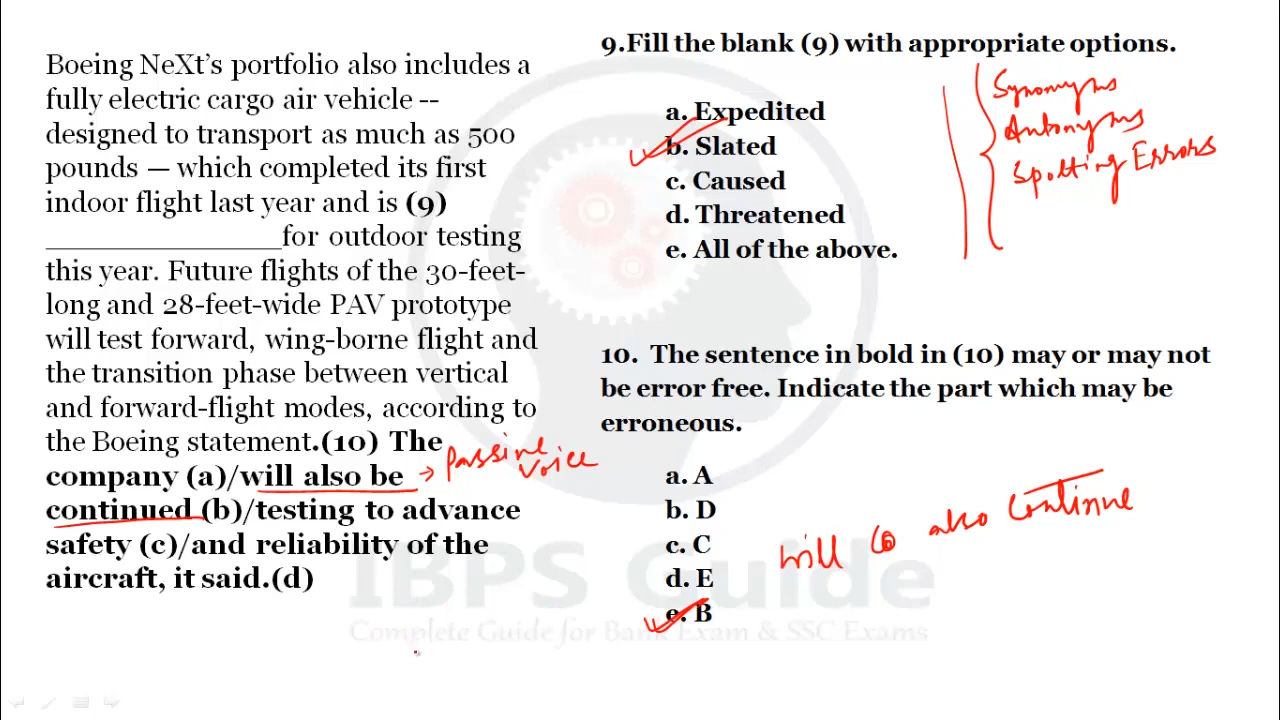 Boeing NeXt's portfolio also includes a
fully electric cargo air vehicle --
designed to transport as much as 500
pounds — which completed its first
indoor flight last year and is (9)
________________for outdoor testing
this year. Future flights of the 30-feet-
long and 28-feet-wide PAV prototype
will test forward, wing-borne flight and
the transition phase between vertical
and forward-flight modes, according to
the Boeing statement.(10) The
company (a)/will also be
continued (b)/testing to advance
safety (c)/and reliability of the
aircraft, it said.(d)
→ Passive
Voice
9.Fill the blank (9) with appropriate options.
a. Expedited
b. Slated
c. Caused
d. Threatened
e. All of the above.
Synonyms
Antonyms
Spotting Errors
10. The sentence in bold in (10) may or may not
be error free. Indicate the part which may be
erroneous.
a. A
b. D
c. C
d. E
e. B
will also continue
IBPS Guide
Complete Guide for Bank Exam & SSC Exams